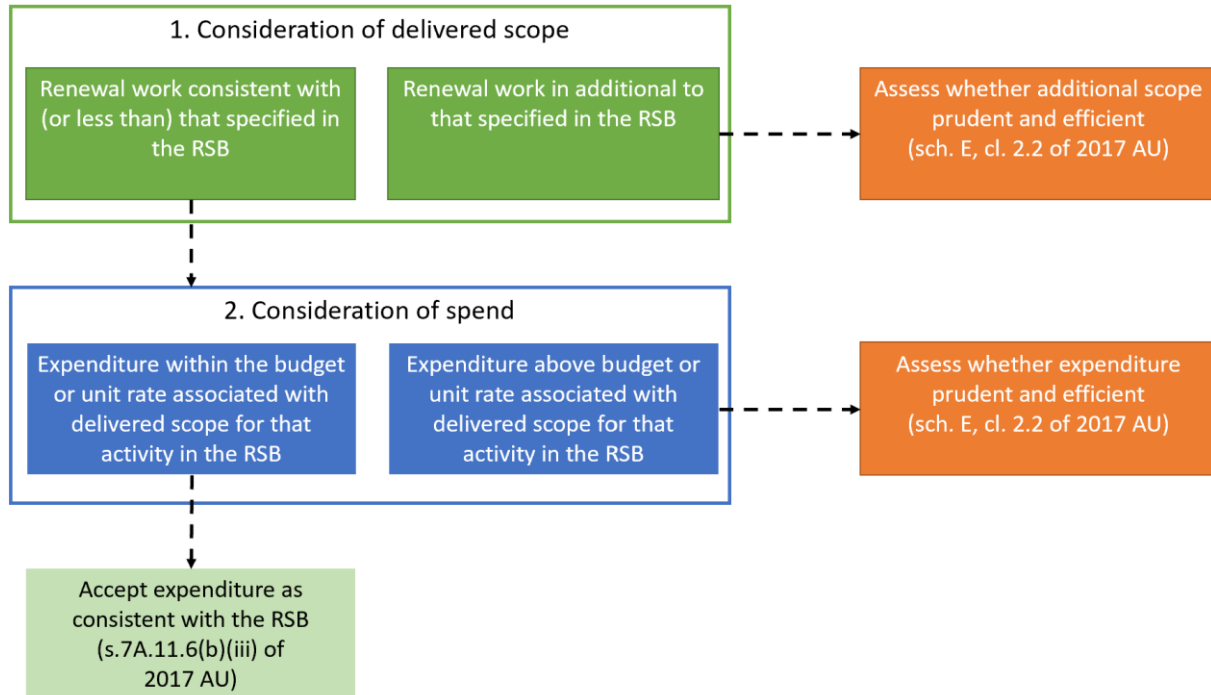 1. Consideration of delivered scope
Renewal work consistent with
(or less than) that specified in
the RSB
Renewal work in additional to
that specified in the RSB
Assess whether additional scope
prudent and efficient
(sch. E, cl. 2.2 of 2017 AU)
2. Consideration of spend
Expenditure within the budget
or unit rate associated with
delivered scope for that
activity in the RSB
Expenditure above budget or
unit rate associated with
delivered scope for that
activity in the RSB
Assess whether expenditure
prudent and efficient
(sch. E, cl. 2.2 of 2017 AU)
Accept expenditure as
consistent with the RSB
(s.7A.11.6(b)(iii) of
2017 AU)